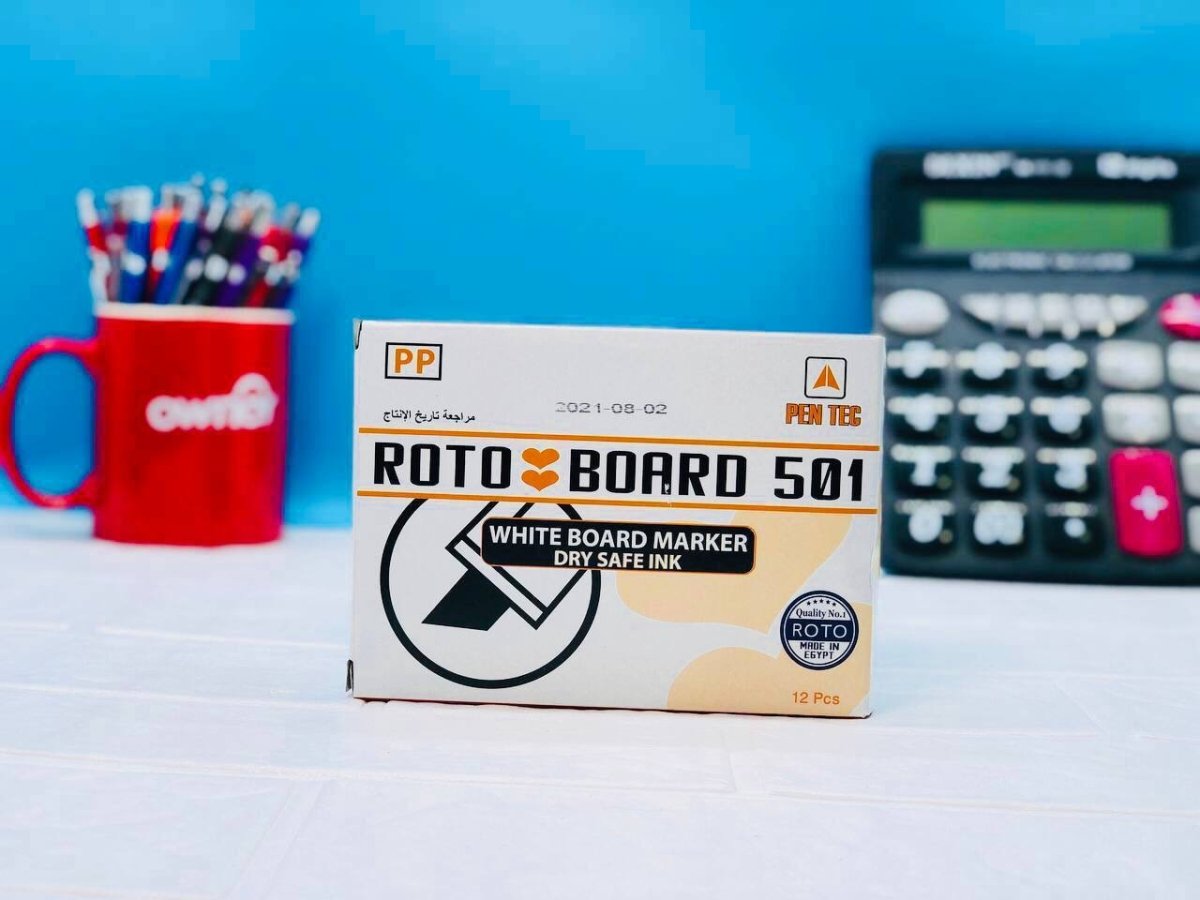 PP
مراجعة تاريخ الإنتاج
2021-08-02
PEN TEC
ROTO BOARD 501
WHITE BOARD MARKER
DRY SAFE INK
Quality No.1
ROTO
MADE IN
EGYPT
12 Pcs